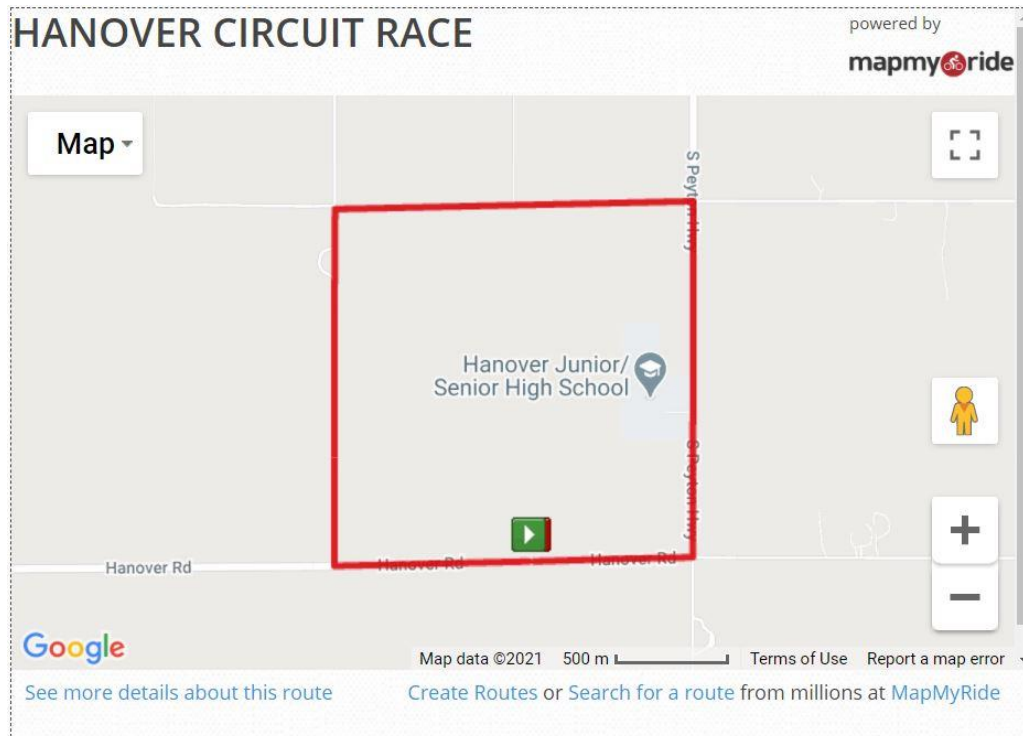 HANOVER CIRCUIT RACE
powered by
mapmyride
Map
S Peyton Hwy
Hanover Junior/
Senior High School
S Peyton Hwy
Hanover Rd
Hanover Rd
Hanover Rd
+
−
Google
Map data ©2021 500 m Terms of Use Report a map error
See more details about this route Create Routes or Search for a route from millions at MapMyRide